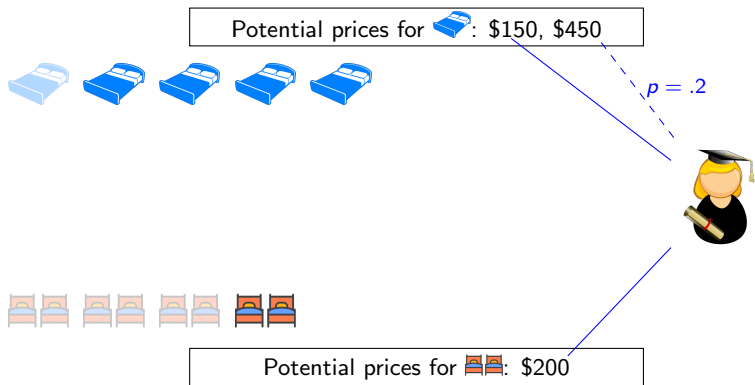 Potential prices for : $150, $450
p = .2
Potential prices for : $200